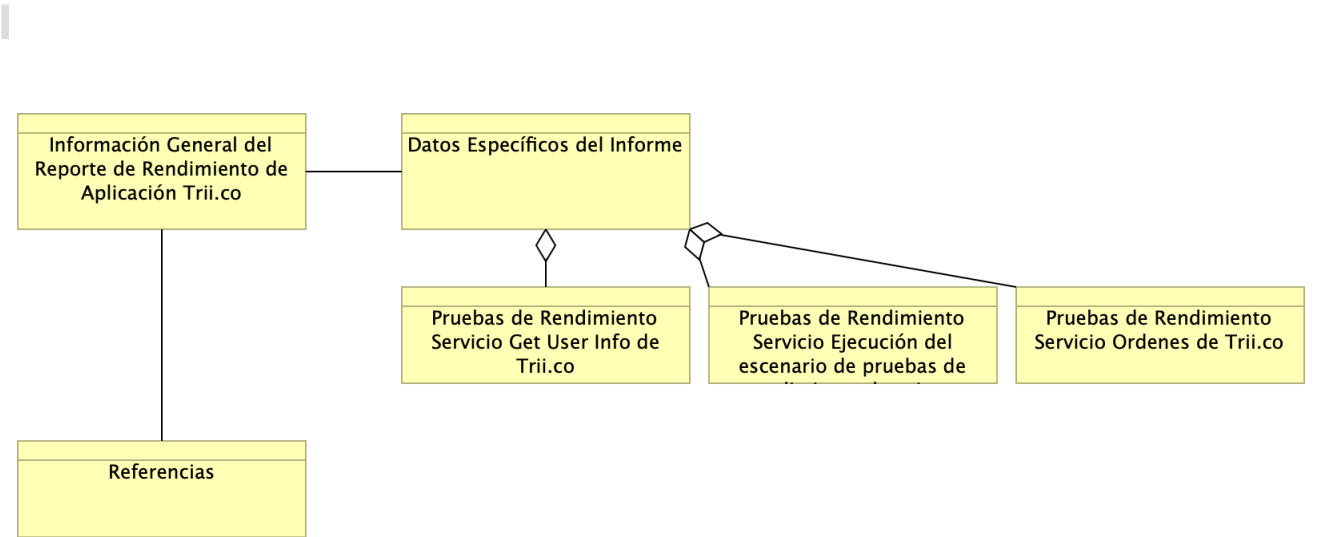 Información General del
Reporte de Rendimiento de
Aplicación Trii.co
Datos Específicos del Informe
Pruebas de Rendimiento
Servicio Get User Info de
Trii.co
Pruebas de Rendimiento
Servicio Ejecución del
escenario de pruebas de
Pruebas de Rendimiento
Servicio Ordenes de Trii.co
Referencias